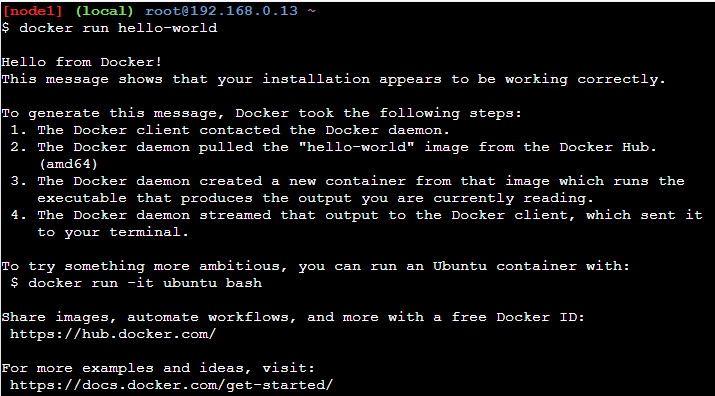 [node1] (local) root@192.168.0.13 ~
$ docker run hello-world
Hello from Docker!
This message shows that your installation appears to be working correctly.
To generate this message, Docker took the following steps:
1. The Docker client contacted the Docker daemon.
2. The Docker daemon pulled the "hello-world" image from the Docker Hub.
(amd64)
3. The Docker daemon created a new container from that image which runs the
executable that produces the output you are currently reading.
4. The Docker daemon streamed that output to the Docker client, which sent it
to your terminal.
To try something more ambitious, you can run an Ubuntu container with:
$ docker run -it ubuntu bash
Share images, automate workflows, and more with a free Docker ID:
https://hub.docker.com/
For more examples and ideas, visit:
https://docs.docker.com/get-started/